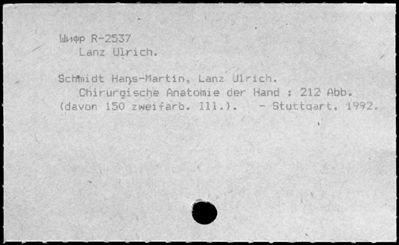 Шифр R-2537
Lanz Ulrich.
Schmidt Hans-Martin, Lanz Ulrich.
Chirurgische Anatomie der Hand : 212 Abb.
(davon 150 zweifarb. Ill.). - Stuttgart, 1992.